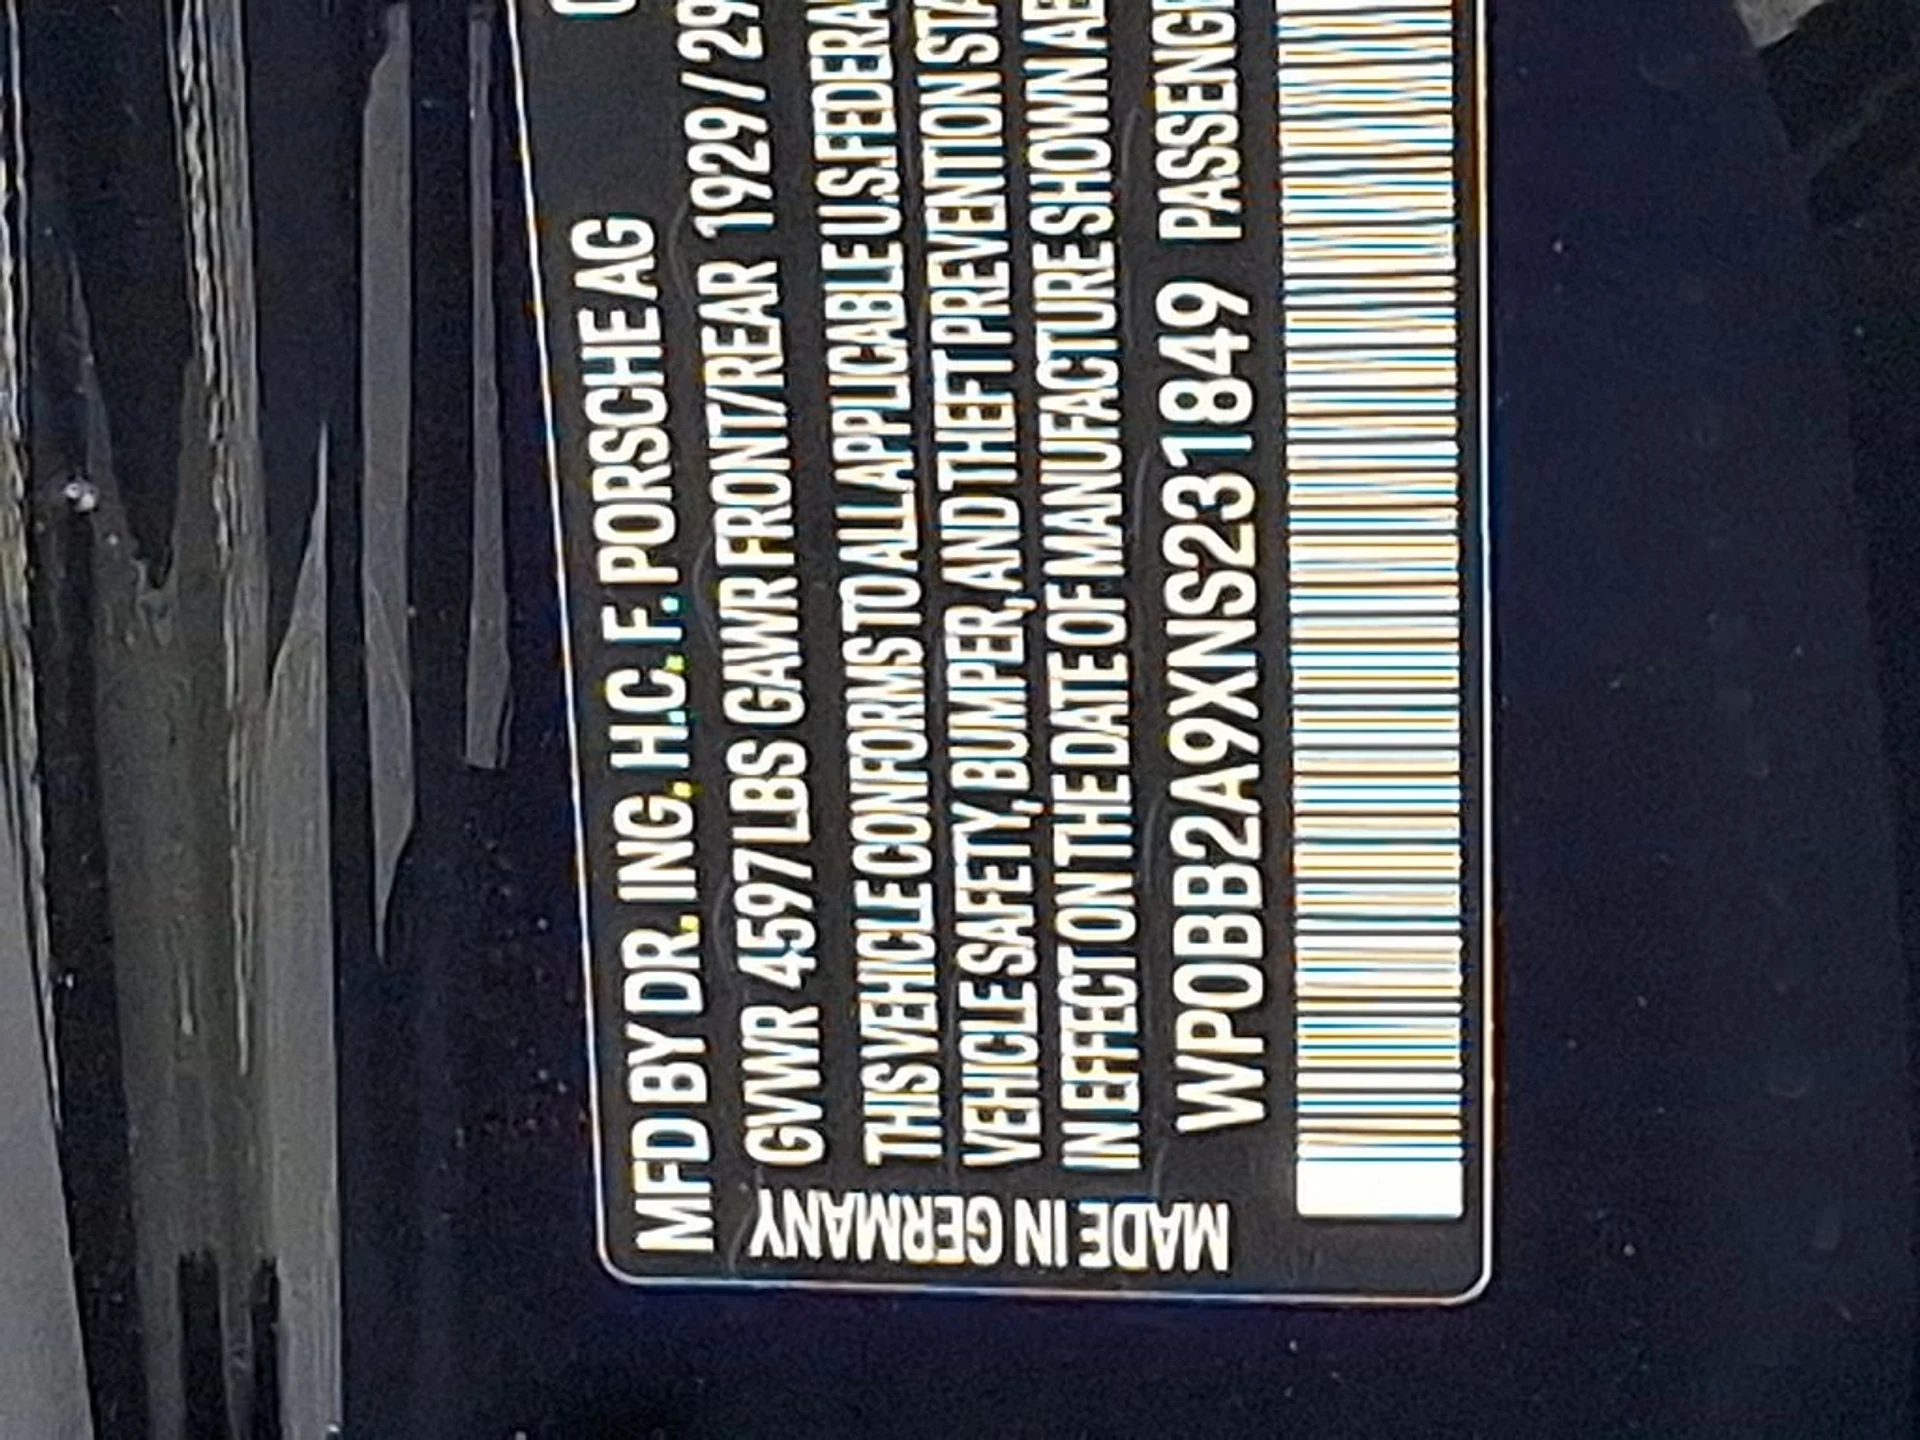 MFD BY DR. ING. H.C. F. PORSCHE AG
GVWR 4597 LBS GAWR FRONT/REAR 1929 / 29
THIS VEHICLE CONFORMS TO ALL APPLICABLE U.S. FEDERA
VEHICLE SAFETY, BUMPER, AND THEFT PREVENTION STA
IN EFFECT ON THE DATE OF MANUFACTURE SHOWN AB
WP0BB2A9XNS231849 PASSENG
MADE IN GERMANY